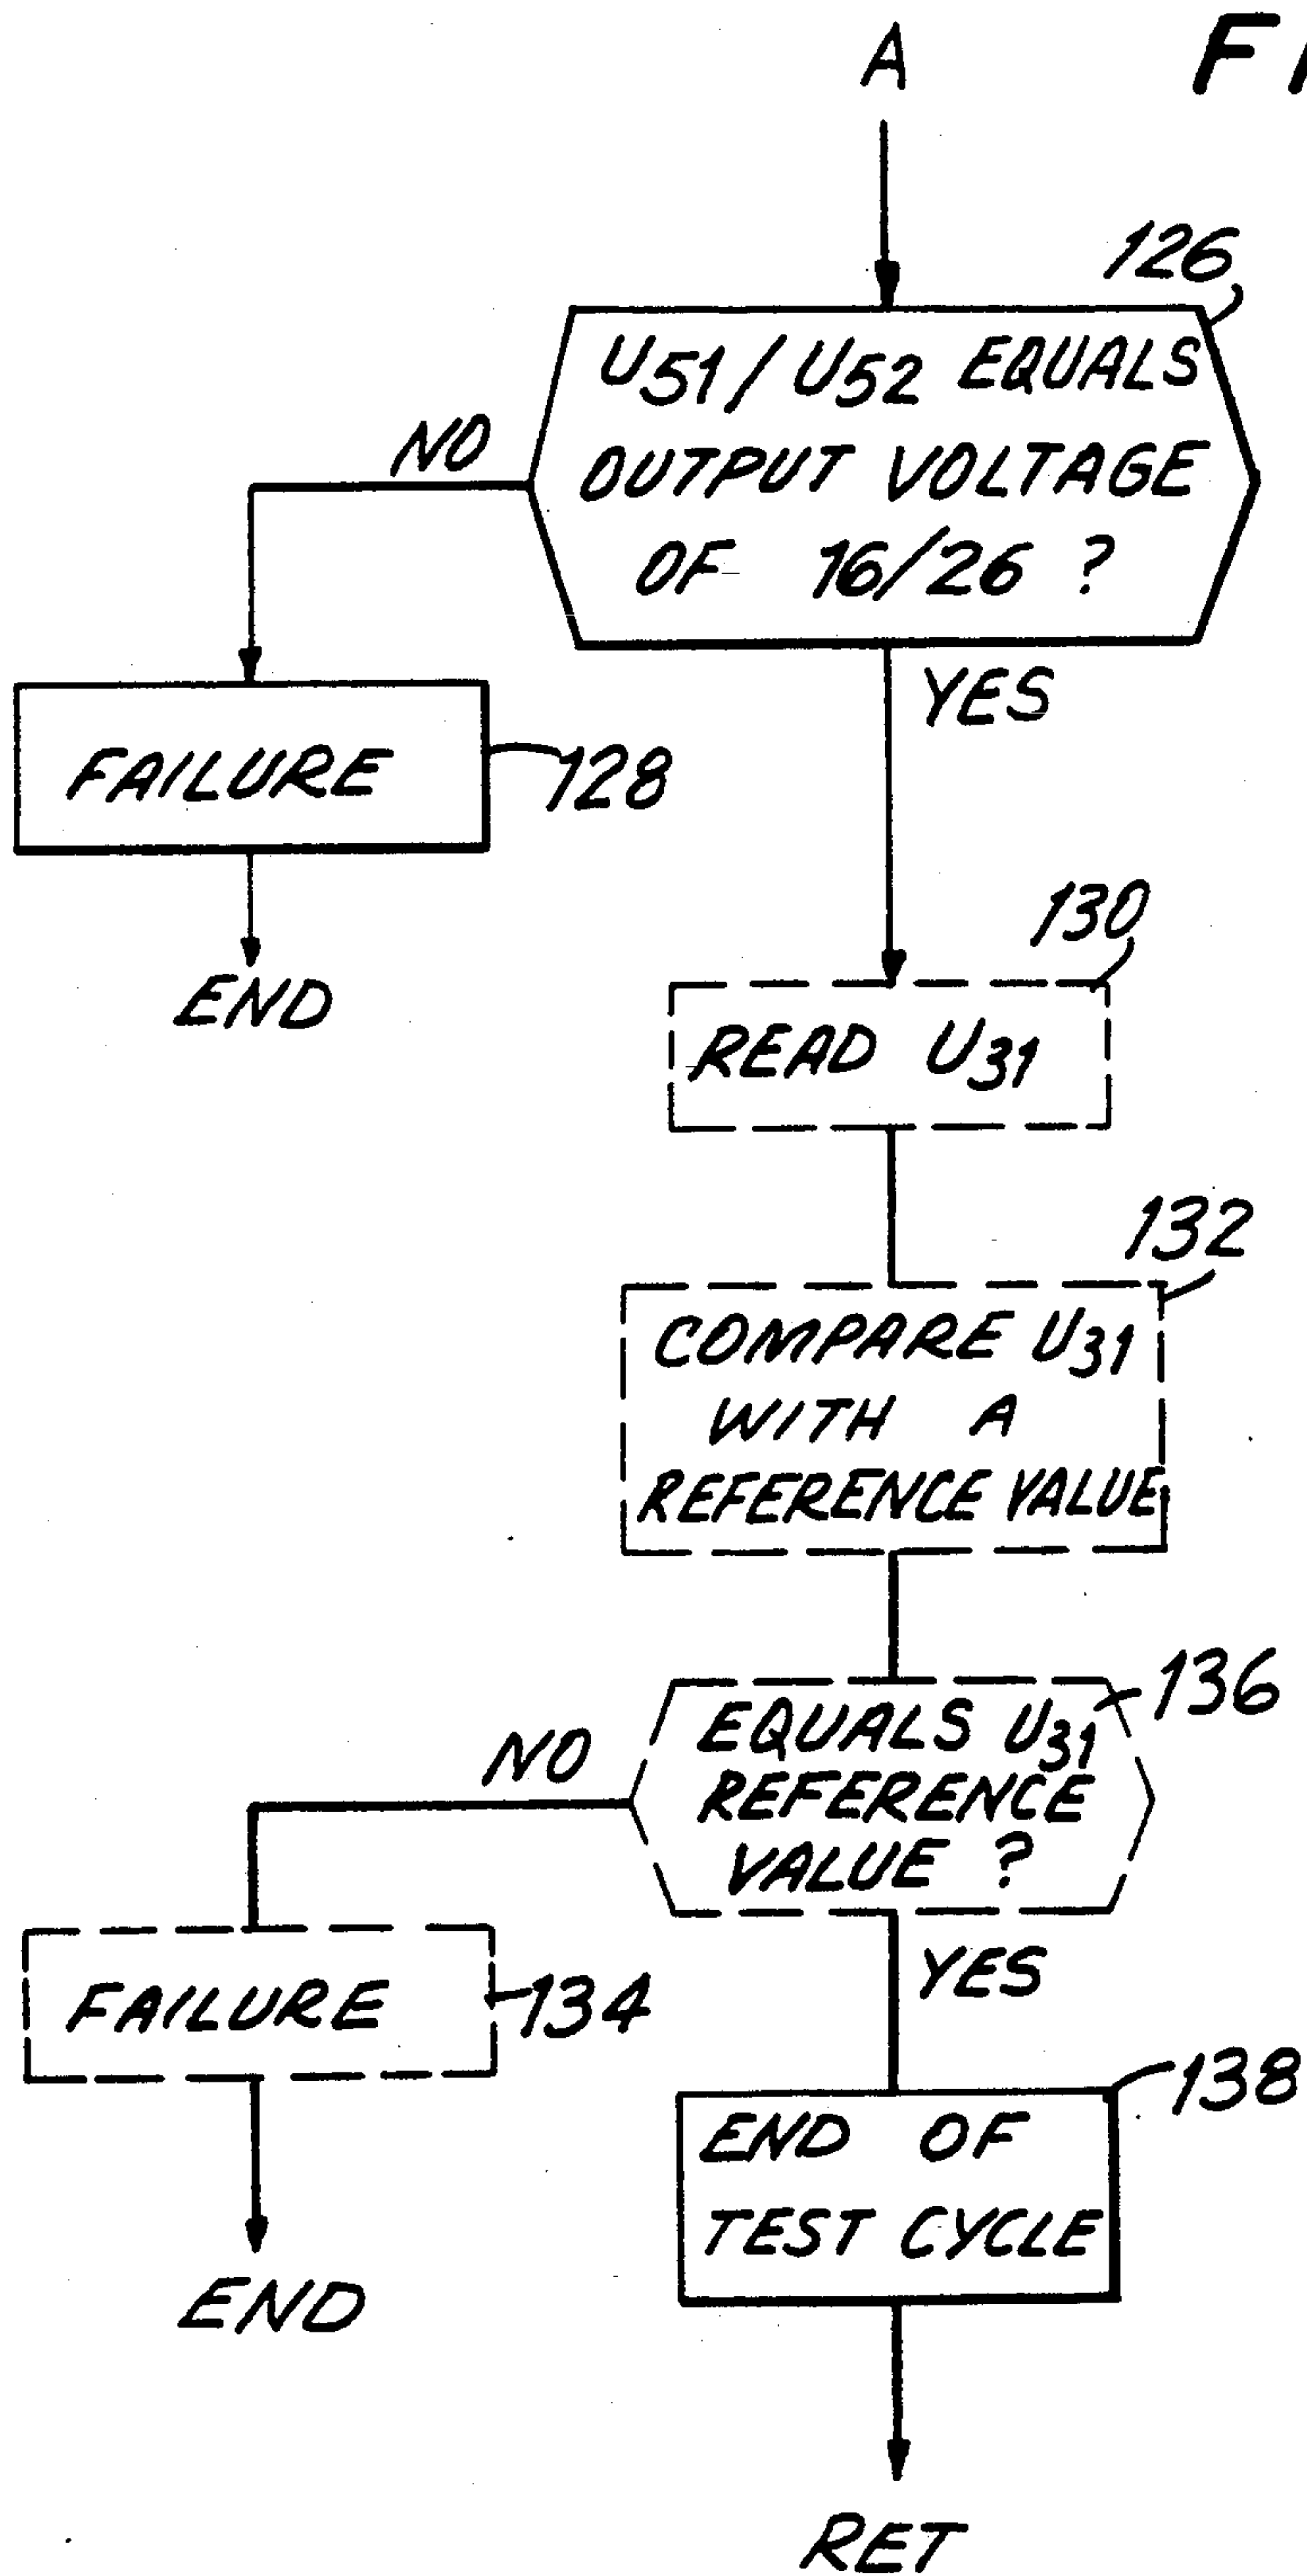 A
126
U51/U52 EQUALS
OUTPUT VOLTAGE
OF 16/26 ?
NO
YES
FAILURE
128
END
130
READ U31
132
COMPARE U31
WITH A
REFERENCE VALUE
136
EQUALS U31
REFERENCE
VALUE ?
NO
YES
FAILURE
134
END
138
END OF
TEST CYCLE
RET